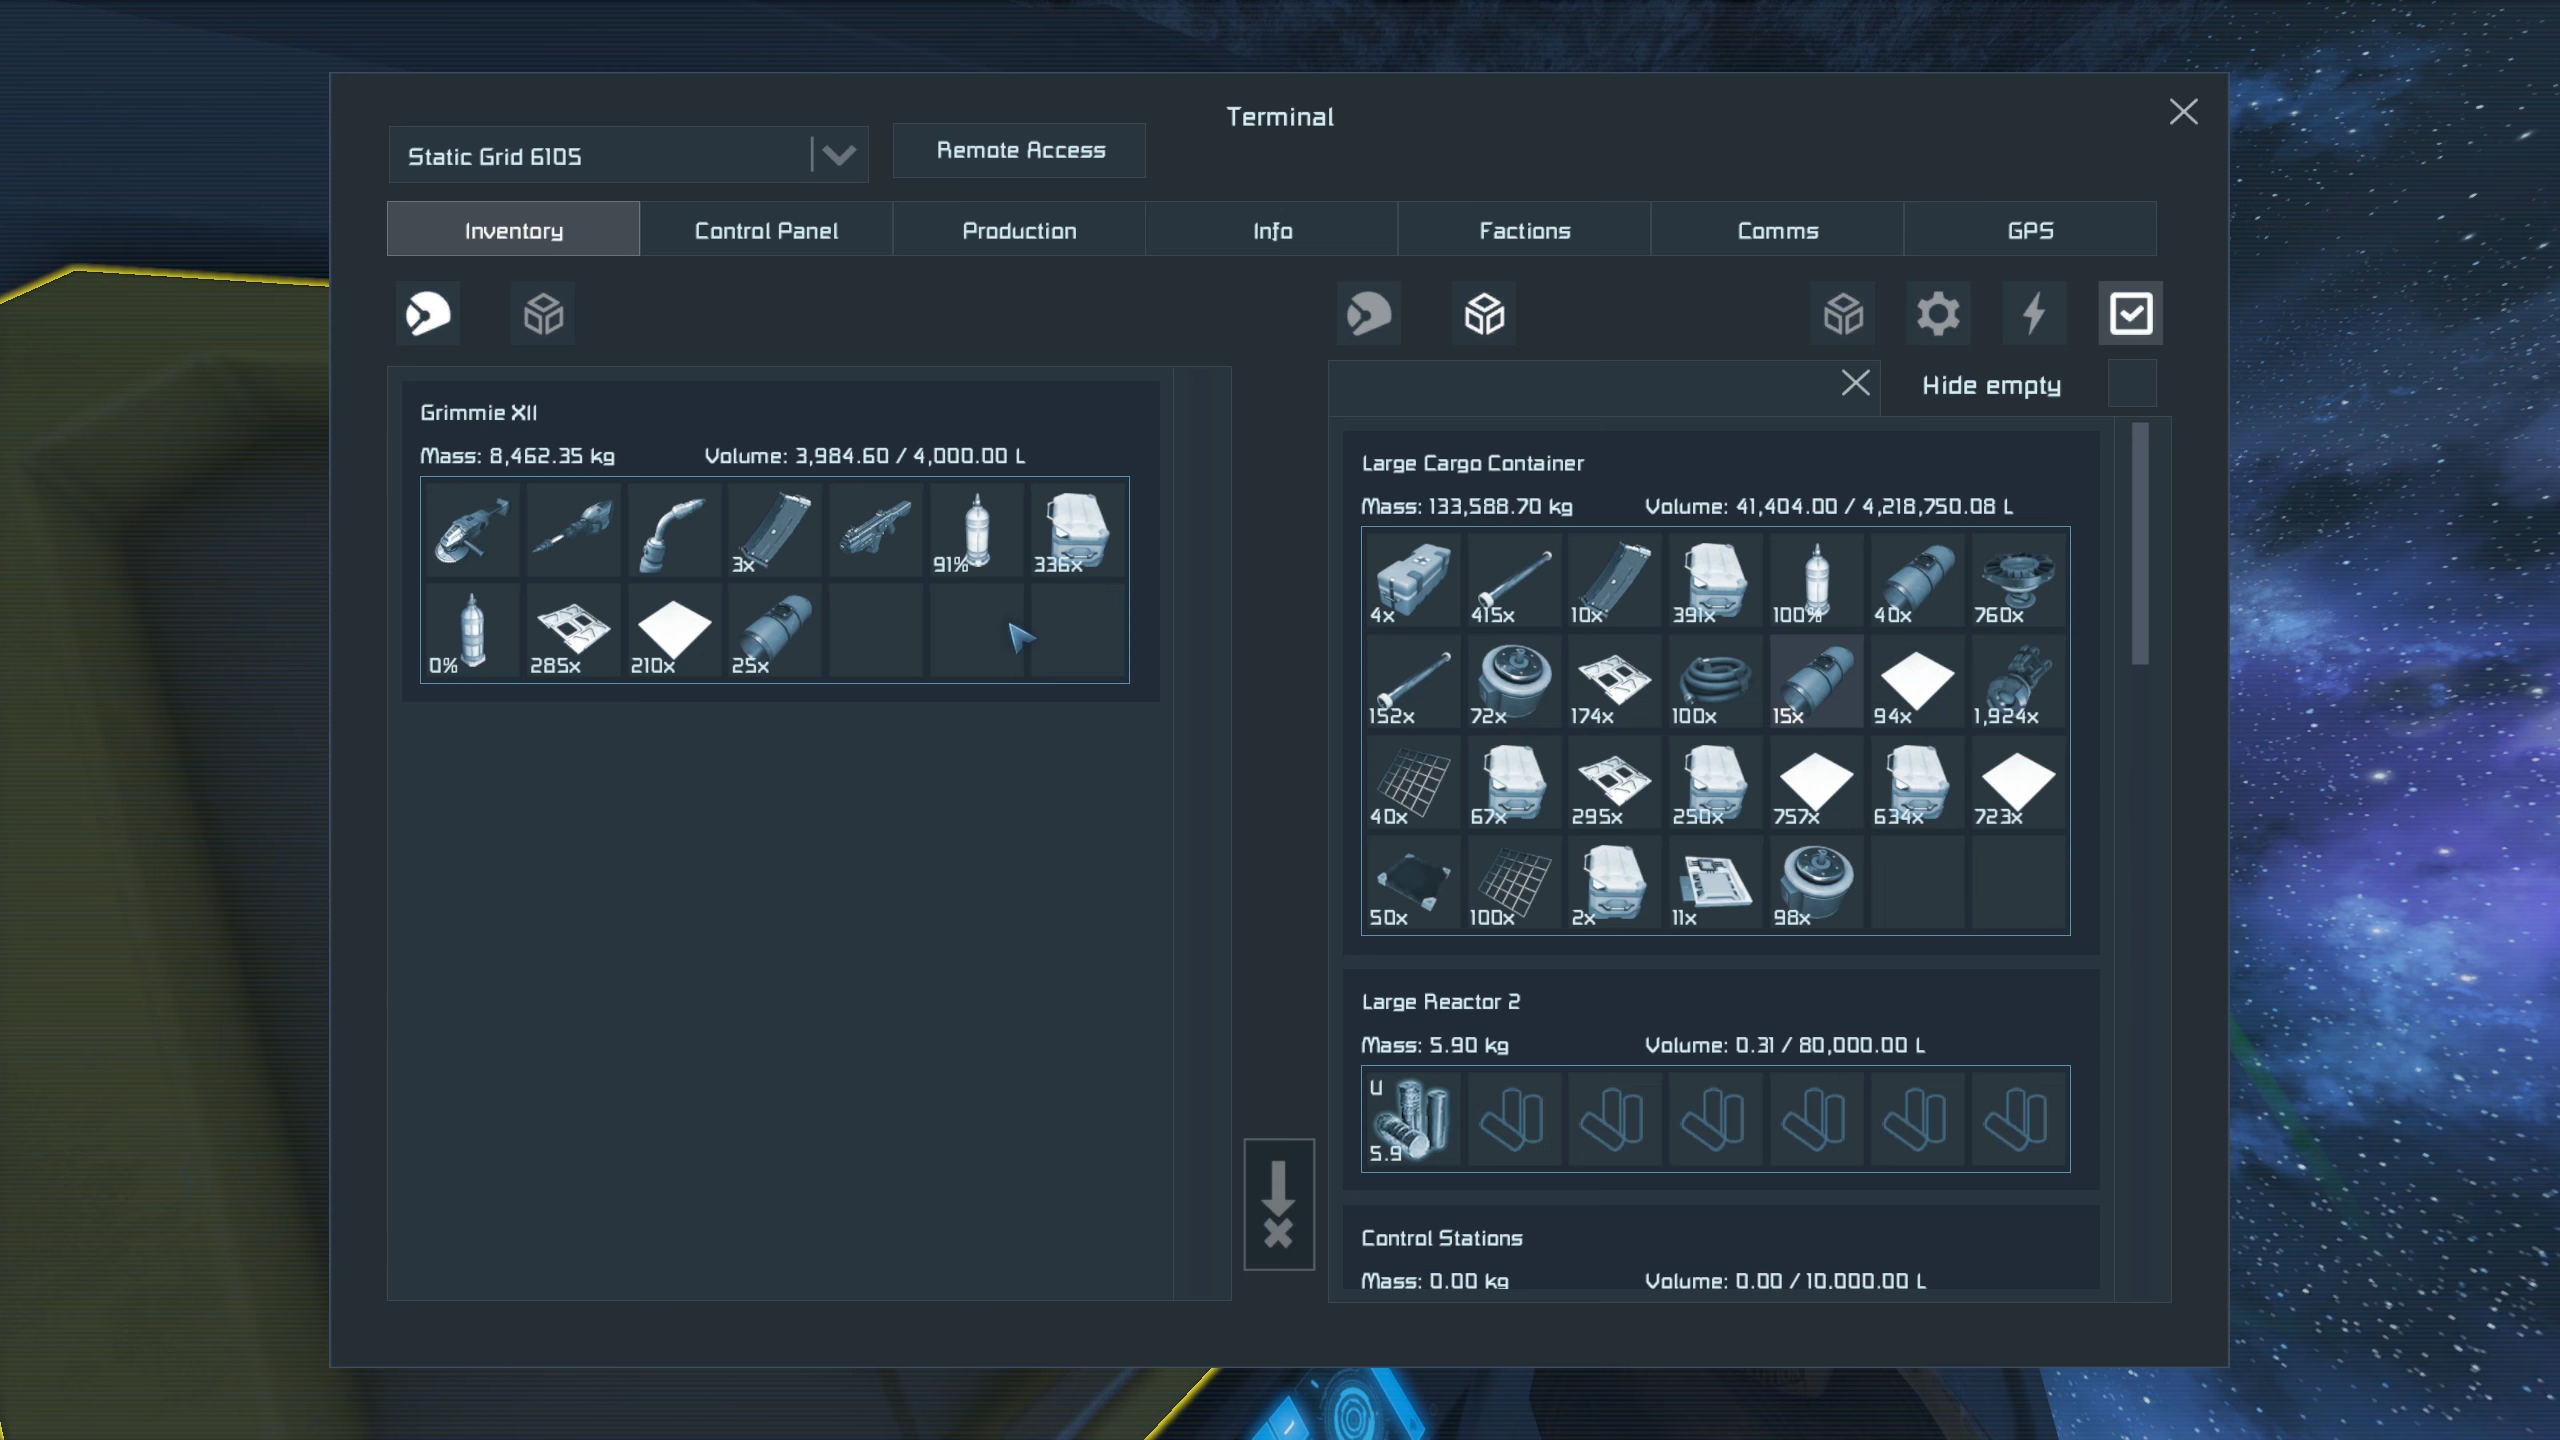 Terminal
Static Grid 6105
Remote Access
Inventory
Control Panel
Production
Info
Factions
Comms
GPS
Grimmie XII
Mass: 8,462.35 kg
Volume: 3,984.60 / 4,000.00 L
3x
91%
336x
0%
285x
210x
25x
Hide empty
Large Cargo Container
Mass: 133,588.70 kg
Volume: 41,404.00 / 4,218,750.08 L
4x
415x
10x
391x
100%
40x
760x
152x
72x
174x
100x
15x
94x
1,924x
40x
67x
295x
250x
757x
634x
723x
50x
100x
2x
11x
98x
Large Reactor 2
Mass: 5.90 kg
Volume: 0.31 / 80,000.00 L
U
5.9
Control Stations
Mass: 0.00 kg
Volume: 0.00 / 10,000.00 L